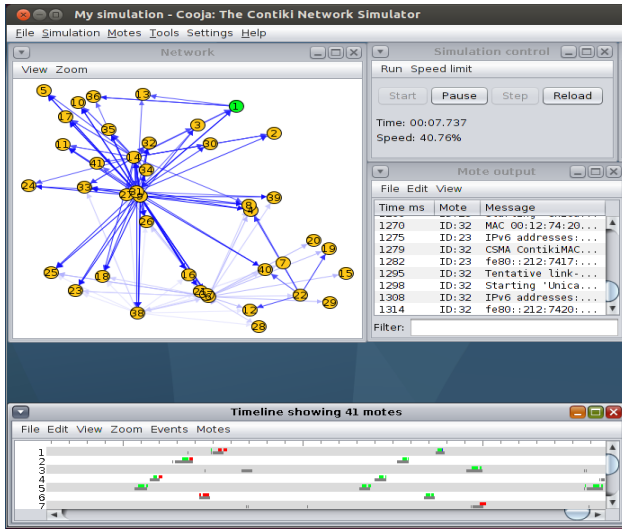 My simulation - Cooja: The Contiki Network Simulator
File Simulation Motes Tools Settings Help
Network
View Zoom
5
36
10
13
1
17
35
3
2
11
32
30
14
41
34
24
33
31
39
8
4
26
20
19
7
25
18
16
40
15
23
22
29
12
38
28
Simulation control
Run Speed limit
Start Pause Step Reload
Time: 00:07.737
Speed: 40.76%
Mote output
File Edit View
Time ms Mote Message
1270 ID:32 MAC 00:12:74:20...
1275 ID:23 IPv6 addresses:...
1279 ID:32 CSMA ContikiMAC...
1282 ID:23 fe80::212:7417:...
1295 ID:32 Tentative link-...
1298 ID:32 Starting 'Unica...
1308 ID:32 IPv6 addresses:...
1314 ID:32 fe80::212:7420:...
Filter:
Timeline showing 41 motes
File Edit View Zoom Events Motes
1
2
3
4
5
6
7